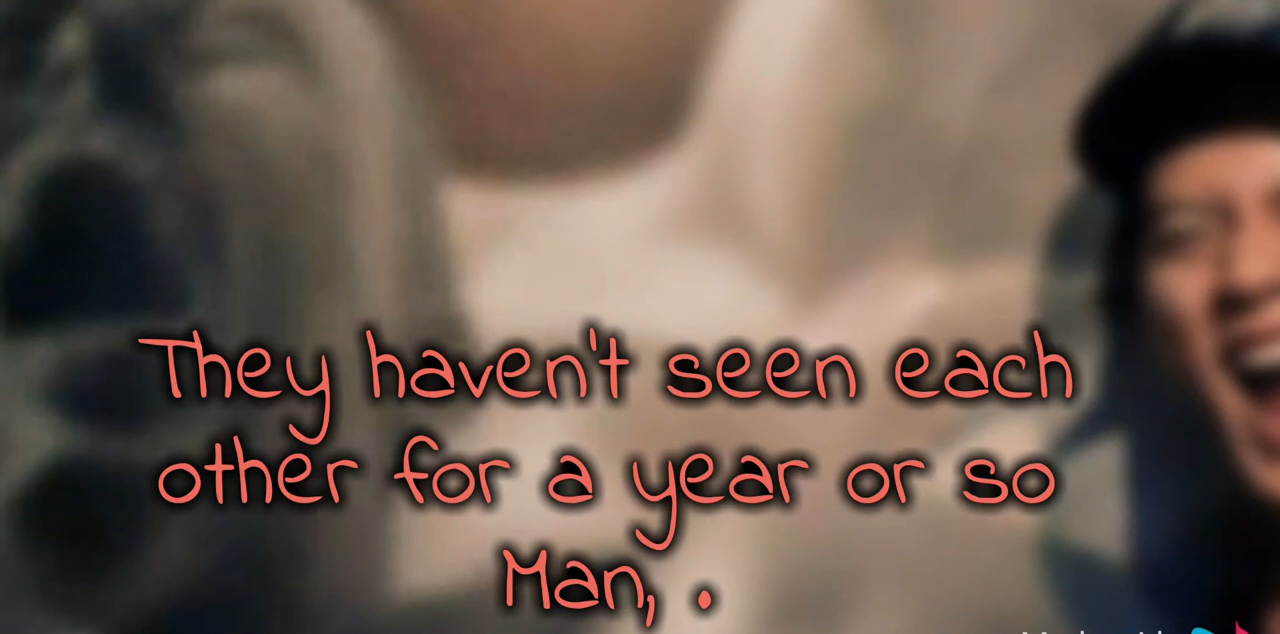 They haven't seen each
other for a year or so
Man, .